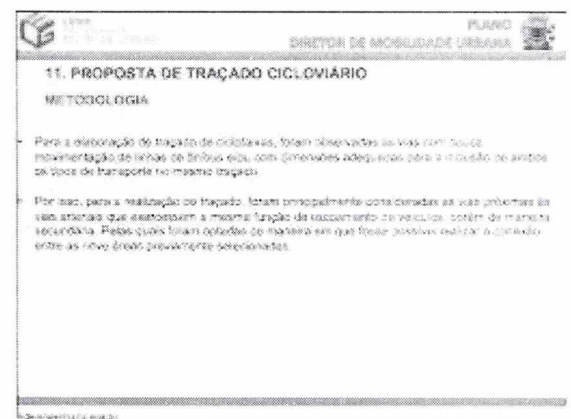 PLANO
DIRETOR DE MOBILIDADE URBANA
11. PROPOSTA DE TRAÇADO CICLOVIÁRIO
METODOLOGIA
Para a elaboração do traçado de ciclofaixas, foram observadas as vias com pouca
movimentação de linhas de ônibus e/ou, com dimensões adequadas para a inclusão de ambos
os tipos de transporte no mesmo traçado.
Por isso, para a realização do traçado, foram principalmente consideradas as vias próximas às
vias arteriais que exercessem a mesma função de escoamento de veículos, porém de maneira
secundária. Pelas quais foram optadas de maneira em que fosse possível realizar a conexão
entre as nove áreas previamente selecionadas.